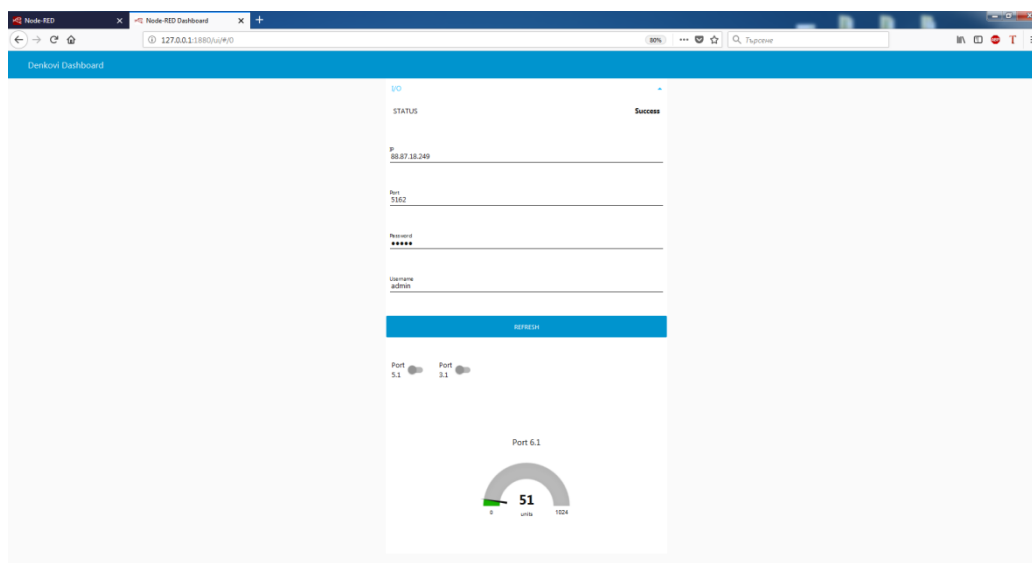 Node-RED
Node-RED Dashboard
127.0.0.1:1880/ui/#/0
80%
Търсене
Denkovi Dashboard
I/O
STATUS Success
IP
88.87.18.249
Port
5162
Password
•••••
Username
admin
REFRESH
Port
5.1
Port
3.1
Port 6.1
51
0 units 1024